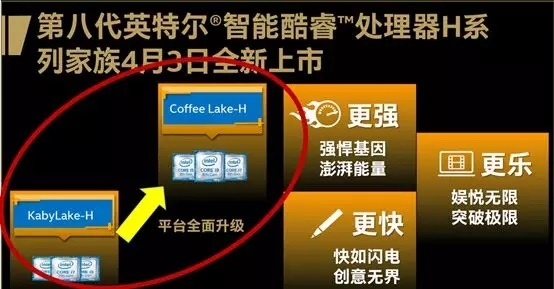 第八代英特尔®智能酷睿™处理器H系
列家族4月3日全新上市
Coffee Lake-H
KabyLake-H
平台全面升级
更强
强悍基因
澎湃能量
更快
快如闪电
创意无界
更乐
娱悦无限
突破极限